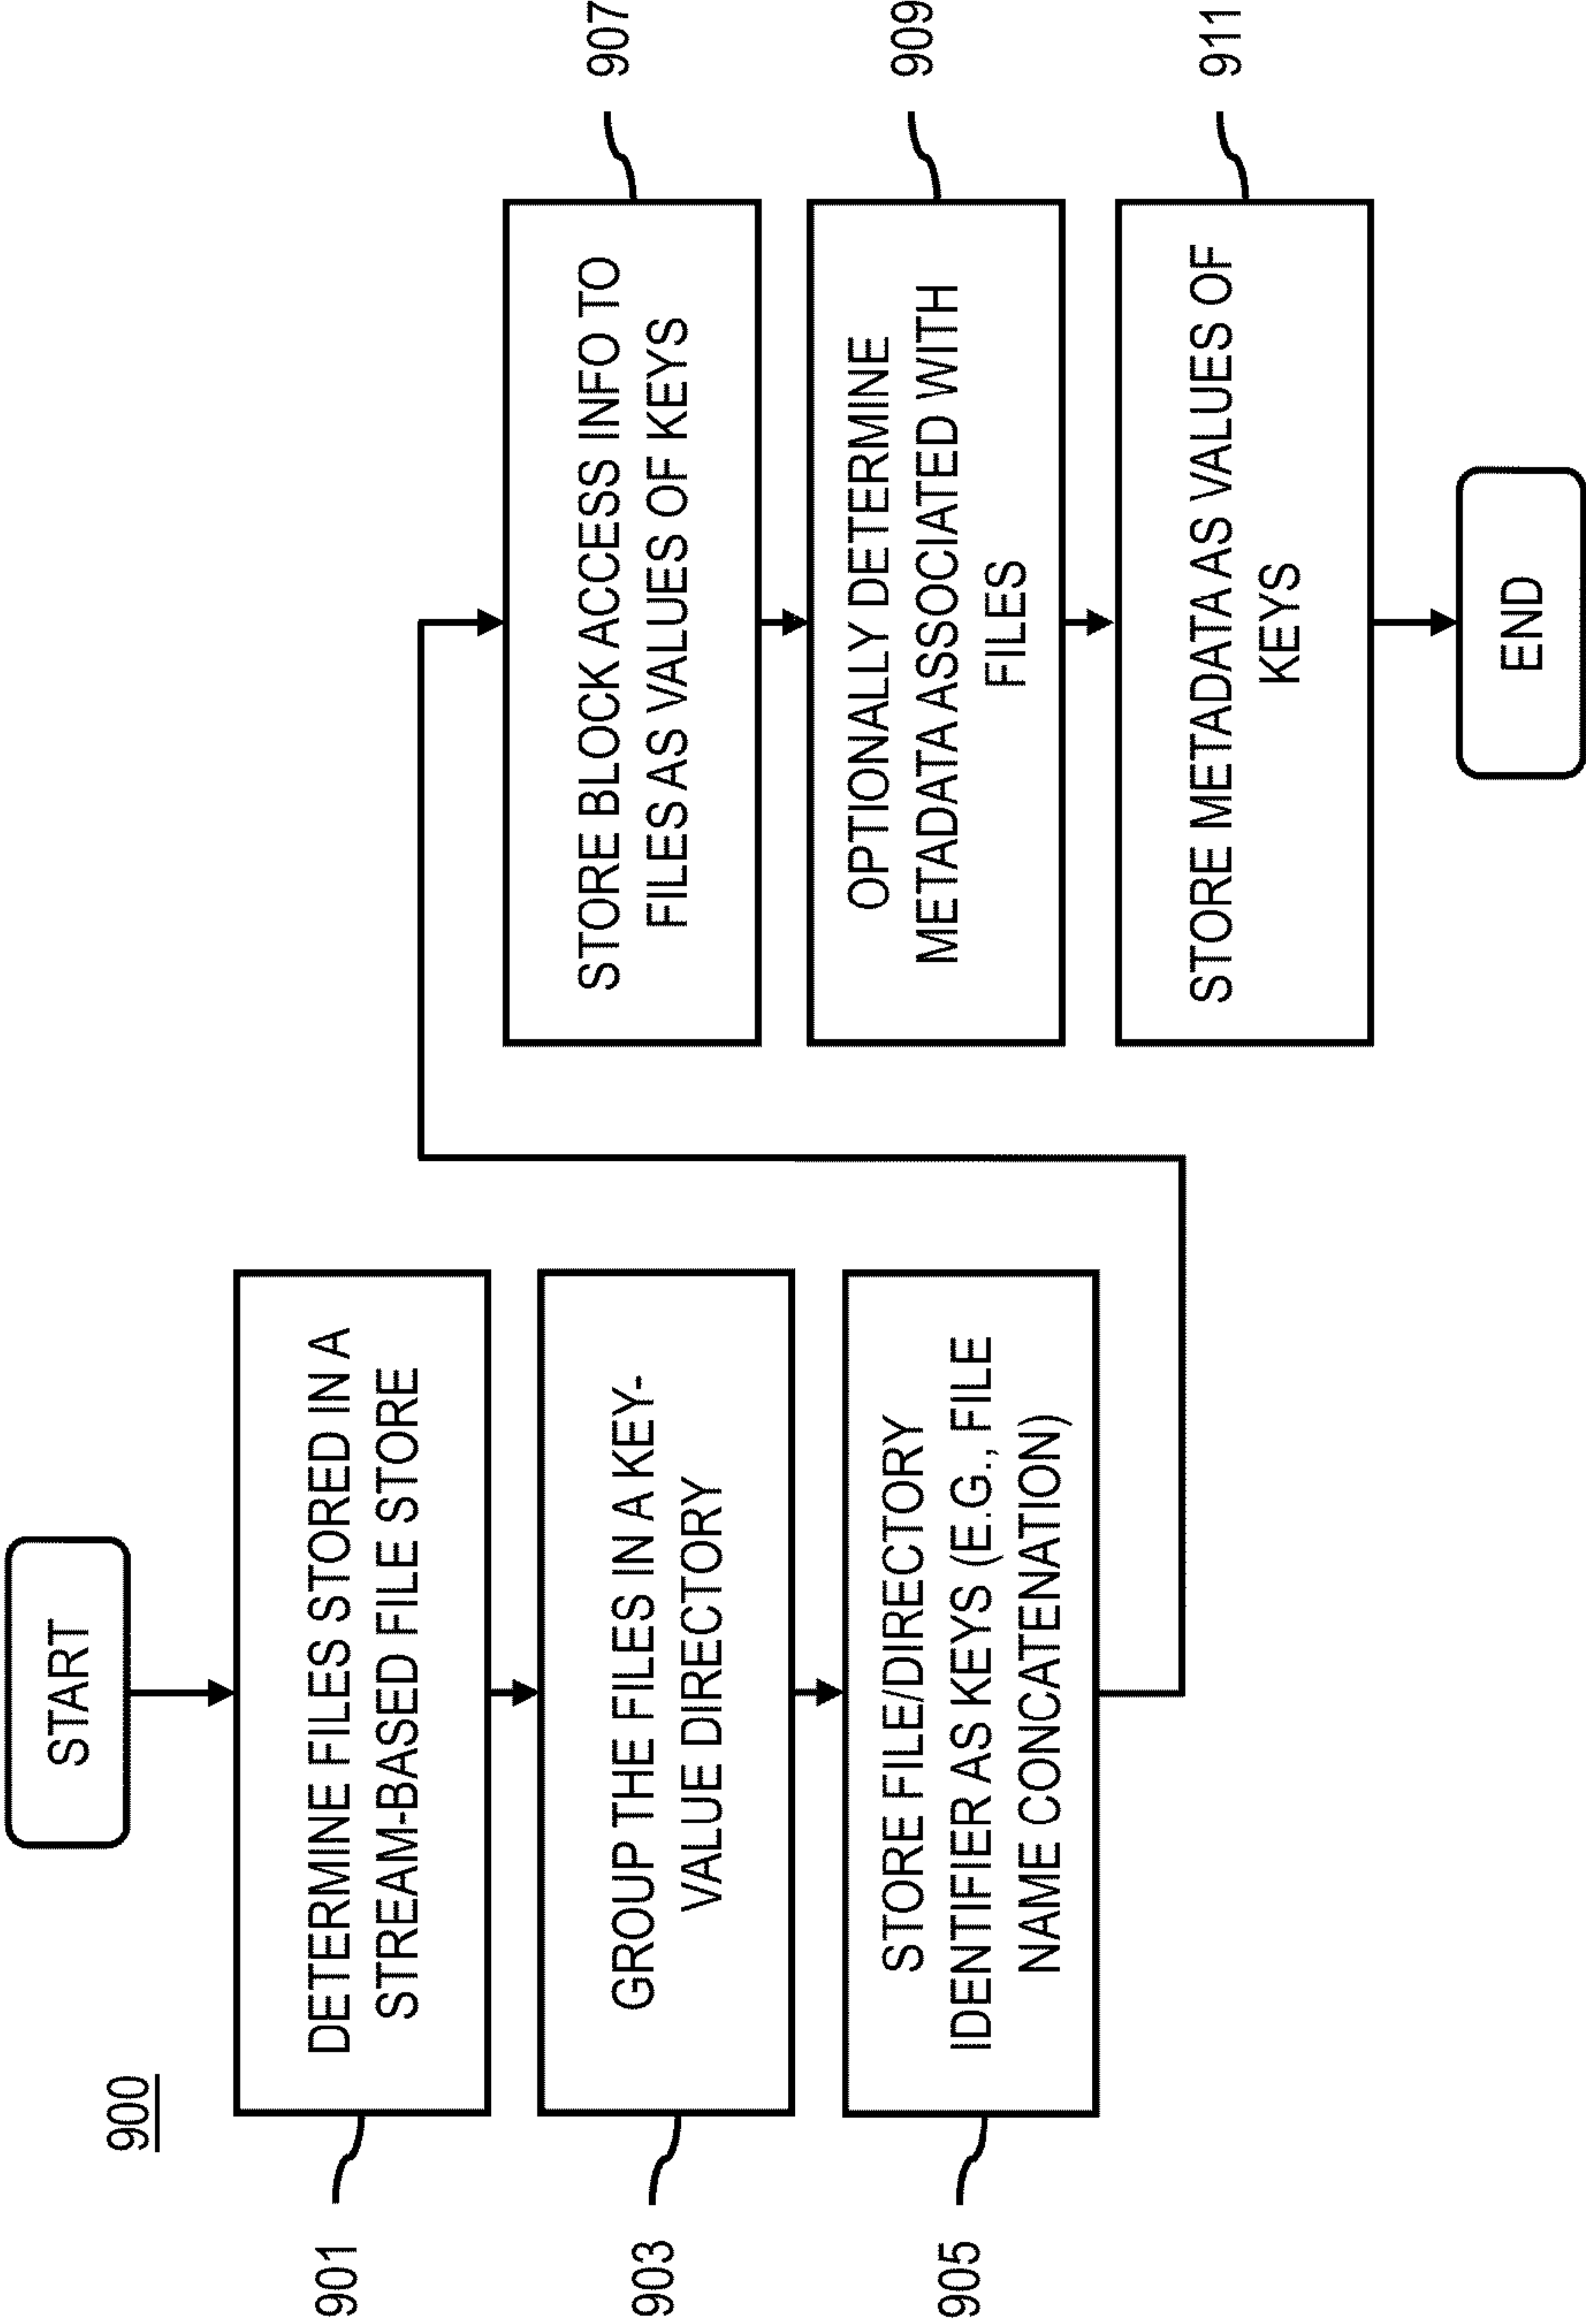 900
START
901
DETERMINE FILES STORED IN A
STREAM-BASED FILE STORE
903
GROUP THE FILES IN A KEY-
VALUE DIRECTORY
905
STORE FILE/DIRECTORY
IDENTIFIER AS KEYS (E.G., FILE
NAME CONCATENATION)
907
STORE BLOCK ACCESS INFO TO
FILES AS VALUES OF KEYS
909
OPTIONALLY DETERMINE
METADATA ASSOCIATED WITH
FILES
911
STORE METADATA AS VALUES OF
KEYS
END